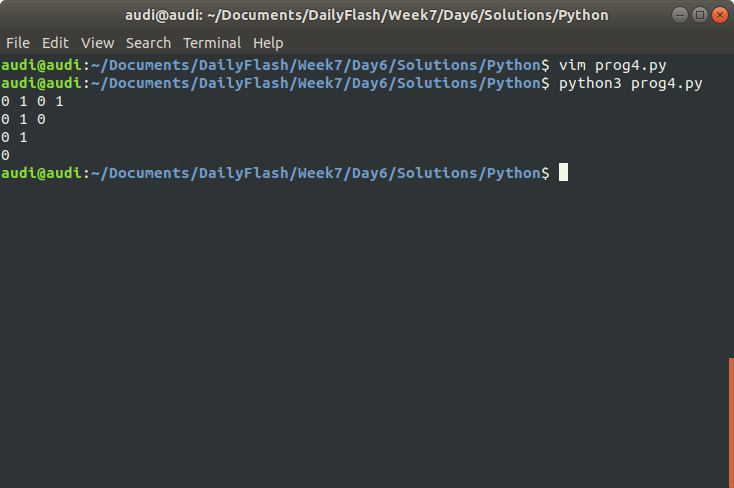 audi@audi: ~/Documents/DailyFlash/Week7/Day6/Solutions/Python
File Edit View Search Terminal Help
audi@audi:~/Documents/DailyFlash/Week7/Day6/Solutions/Python$ vim prog4.py
audi@audi:~/Documents/DailyFlash/Week7/Day6/Solutions/Python$ python3 prog4.py
0 1 0 1
0 1 0
0 1
0
audi@audi:~/Documents/DailyFlash/Week7/Day6/Solutions/Python$